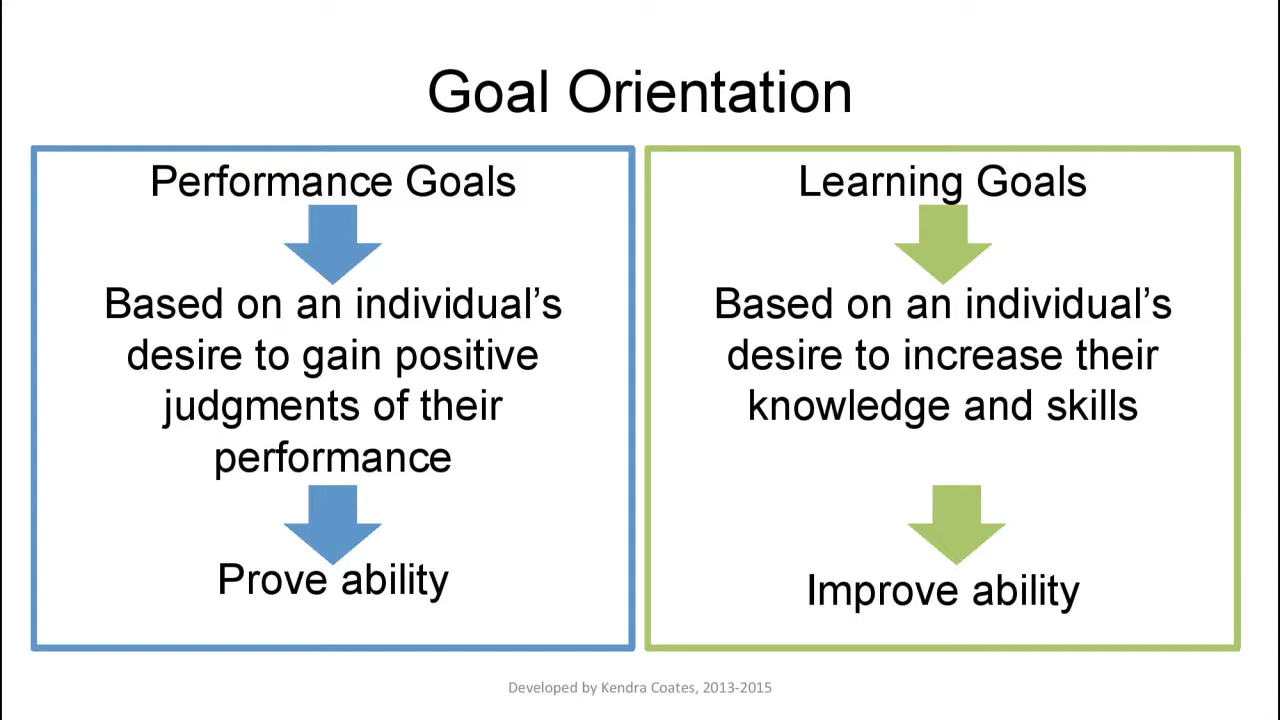 Goal Orientation
Performance Goals
Based on an individual’s
desire to gain positive
judgments of their
performance
Prove ability
Learning Goals
Based on an individual’s
desire to increase their
knowledge and skills
Improve ability
Developed by Kendra Coates, 2013-2015